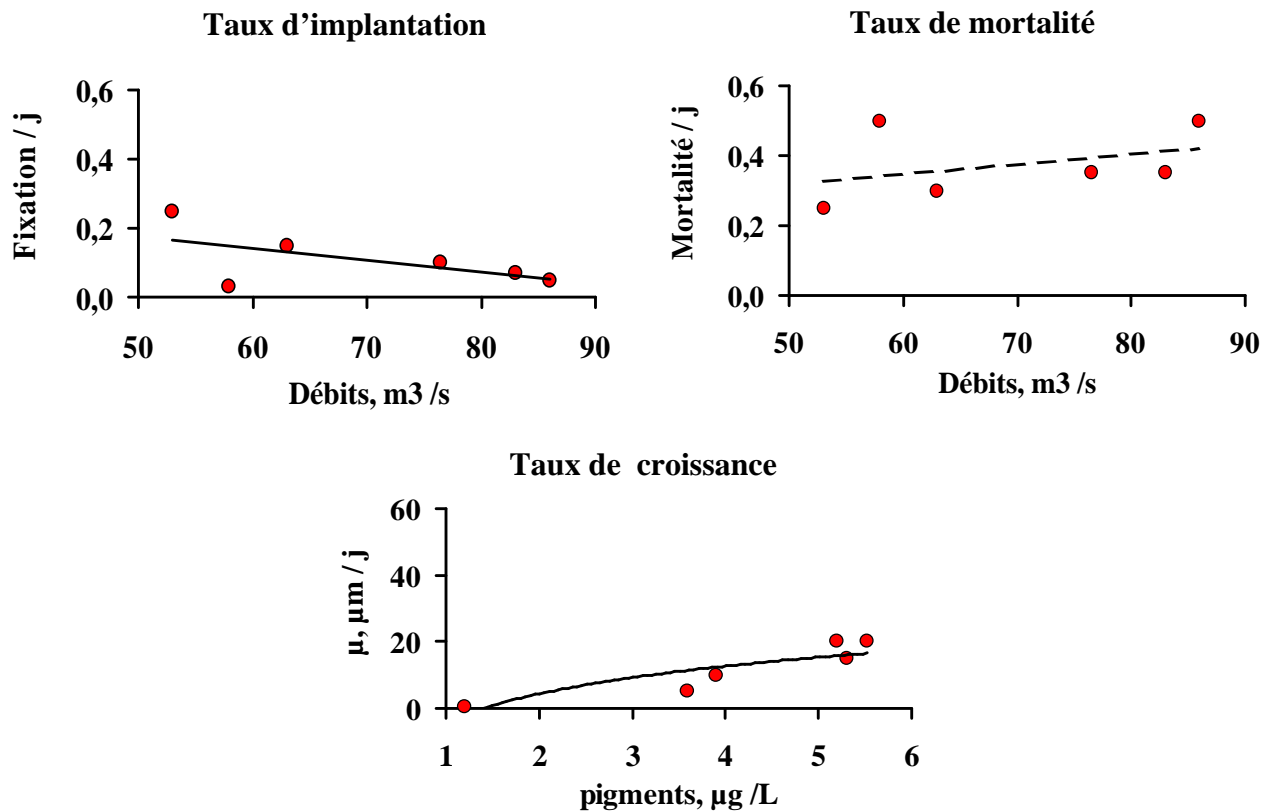 Taux d’implantation
Fixation / j
0,6
0,4
0,2
0,0
50 60 70 80 90
Débits, m3 /s
Taux de mortalité
Mortalité / j
0,6
0,4
0,2
0,0
50 60 70 80 90
Débits, m3 /s
Taux de croissance
µ, µm / j
60
40
20
0
1 2 3 4 5 6
pigments, µg /L